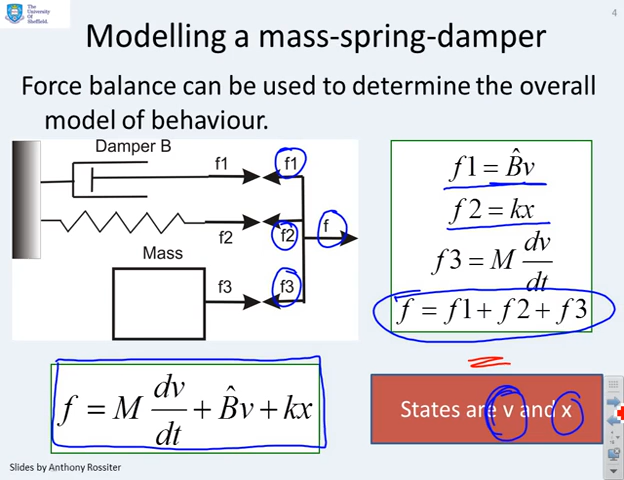 The
University
Of
Sheffield.
4
Modelling a mass-spring-damper
Force balance can be used to determine the overall
model of behaviour.
Damper B
f1
f1
f2
f2
f
Mass
f3
f3
f1 = B̂v
f2 = kx
f3 = M dv/dt
f = f1 + f2 + f3
f = M dv/dt + B̂v + kx
States are v and x
Slides by Anthony Rossiter